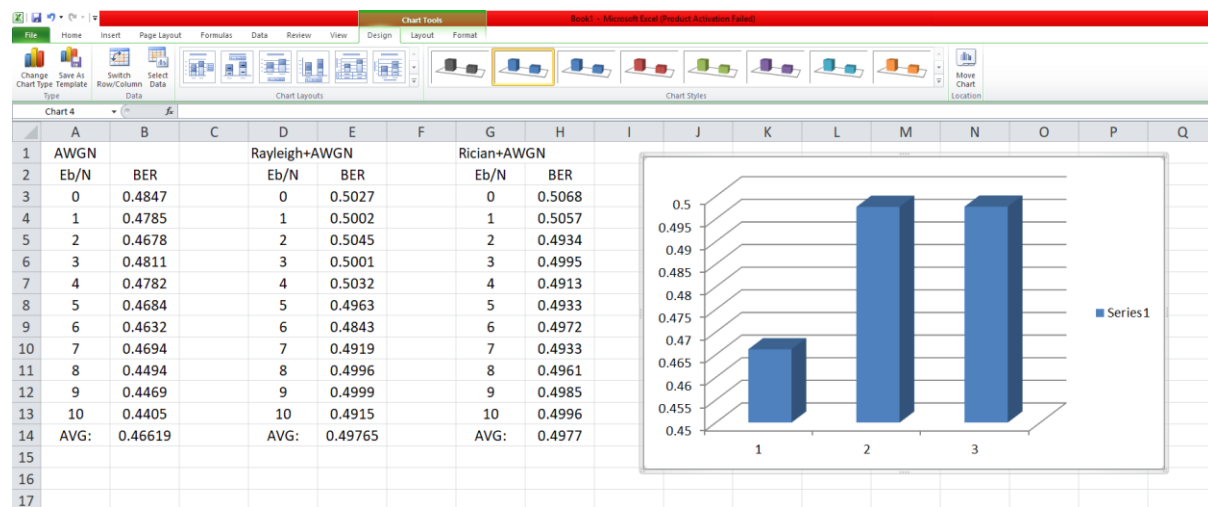 Chart Tools
Book1 - Microsoft Excel (Product Activation Failed)
File Home Insert Page Layout Formulas Data Review View Design Layout Format
Change Chart Type
Save As Template
Switch Row/Column
Select Data
Move Chart
Type Data Chart Layouts Chart Styles Location
Chart 4 fx
A B C D E F G H I J K L M N O P Q
1 AWGN Rayleigh+AWGN Rician+AWGN
2 Eb/N BER Eb/N BER Eb/N BER
3 0 0.4847 0 0.5027 0 0.5068
4 1 0.4785 1 0.5002 1 0.5057
5 2 0.4678 2 0.5045 2 0.4934
6 3 0.4811 3 0.5001 3 0.4995
7 4 0.4782 4 0.5032 4 0.4913
8 5 0.4684 5 0.4963 5 0.4933
9 6 0.4632 6 0.4843 6 0.4972
10 7 0.4694 7 0.4919 7 0.4933
11 8 0.4494 8 0.4996 8 0.4961
12 9 0.4469 9 0.4999 9 0.4985
13 10 0.4405 10 0.4915 10 0.4996
14 AVG: 0.46619 AVG: 0.49765 AVG: 0.4977
15
16
17
0.5
0.495
0.49
0.485
0.48
0.475
0.47
0.465
0.46
0.455
0.45
1 2 3
Series1